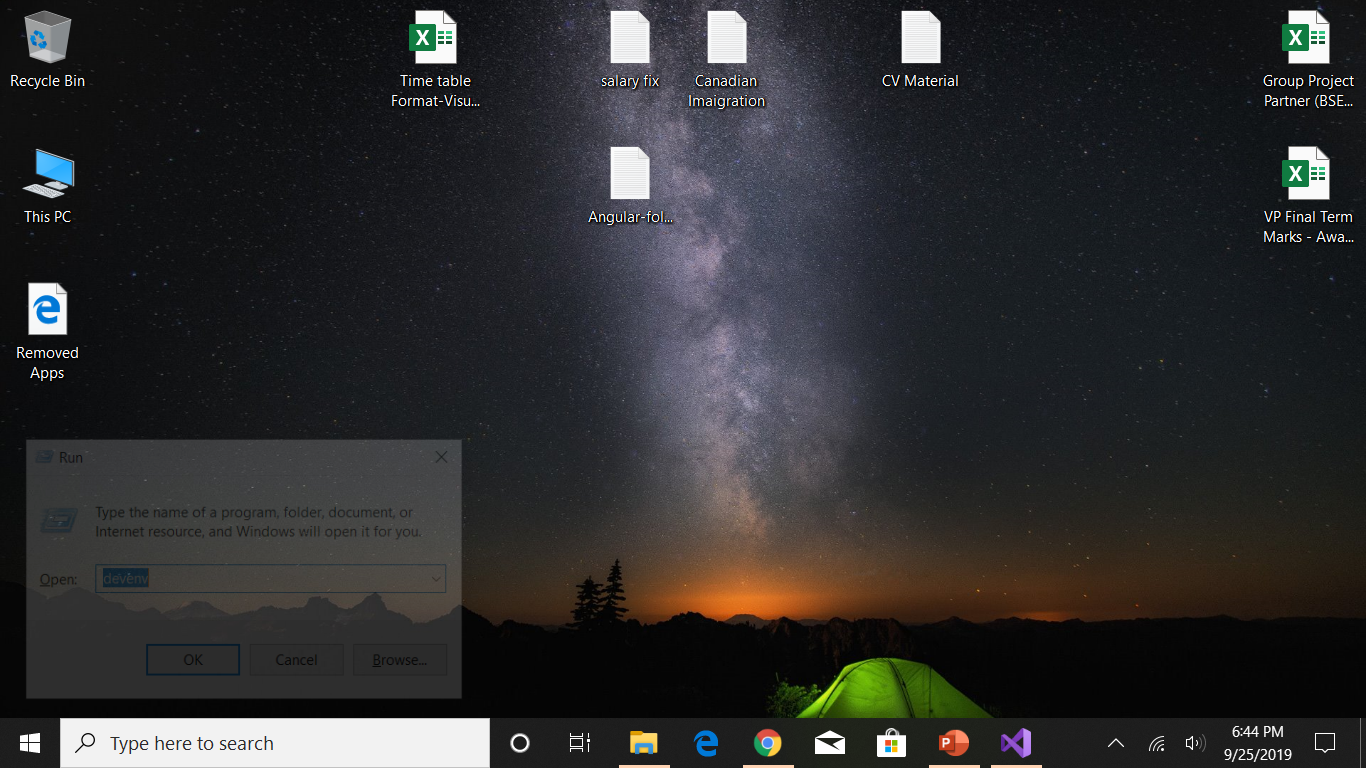 Recycle Bin
Time table
Format-Visu...
salary fix
Canadian
Imaigration
CV Material
Group Project
Partner (BSE...
This PC
Angular-fol...
VP Final Term
Marks - Awa...
Removed
Apps
Run
Type the name of a program, folder, document, or
Internet resource, and Windows will open it for you.
Open:
devenv
OK
Cancel
Browse...
Type here to search
6:44 PM
9/25/2019